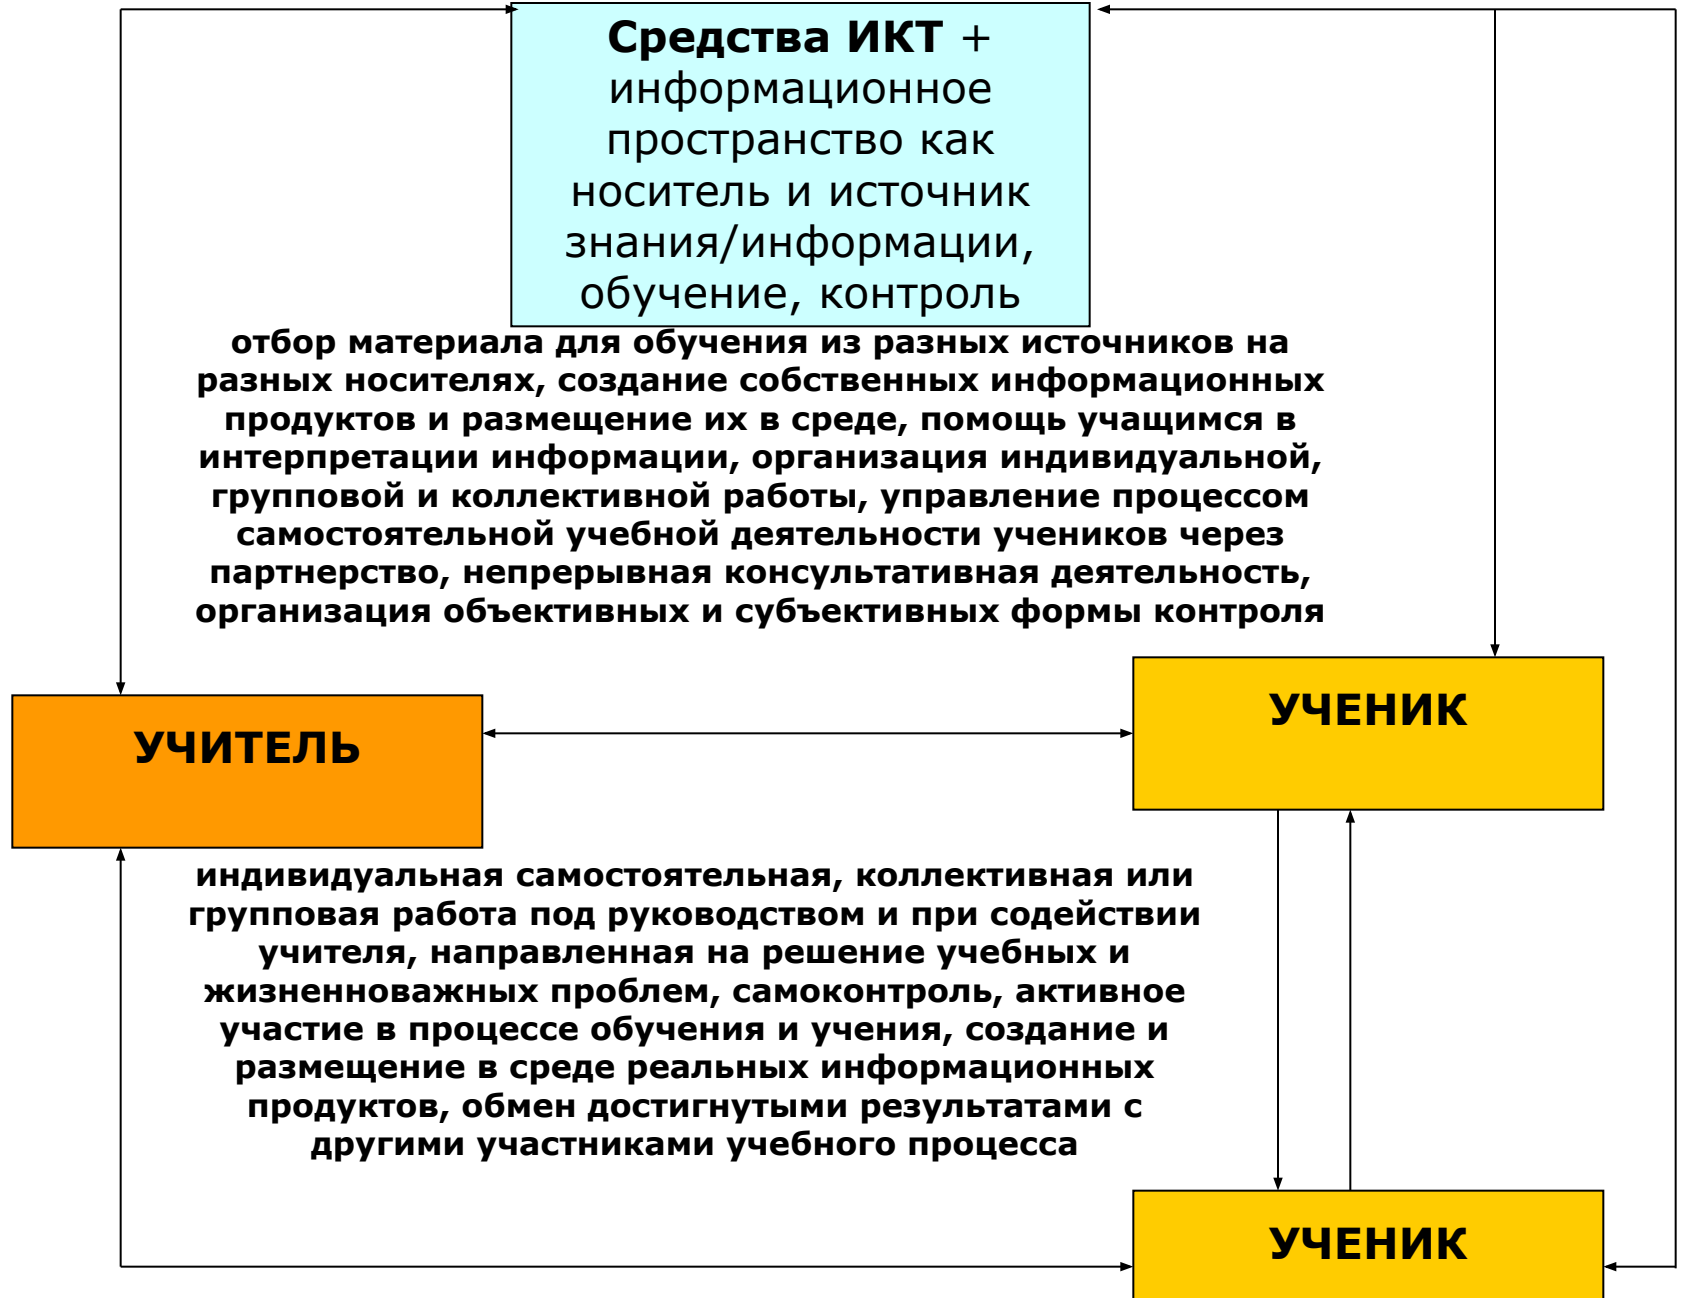 Средства ИКТ +
информационное
пространство как
носитель и источник
знания/информации,
обучение, контроль
отбор материала для обучения из разных источников на
разных носителях, создание собственных информационных
продуктов и размещение их в среде, помощь учащимся в
интерпретации информации, организация индивидуальной,
групповой и коллективной работы, управление процессом
самостоятельной учебной деятельности учеников через
партнерство, непрерывная консультативная деятельность,
организация объективных и субъективных формы контроля
УЧЕНИК
УЧИТЕЛЬ
индивидуальная самостоятельная, коллективная или
групповая работа под руководством и при содействии
учителя, направленная на решение учебных и
жизненноважных проблем, самоконтроль, активное
участие в процессе обучения и учения, создание и
размещение в среде реальных информационных
продуктов, обмен достигнутыми результатами с
другими участниками учебного процесса
УЧЕНИК